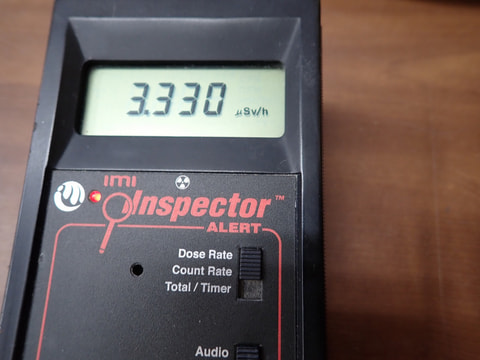 3.330 µSv/h
imi
Inspector™
ALERT
Dose Rate
Count Rate
Total / Timer
Audio